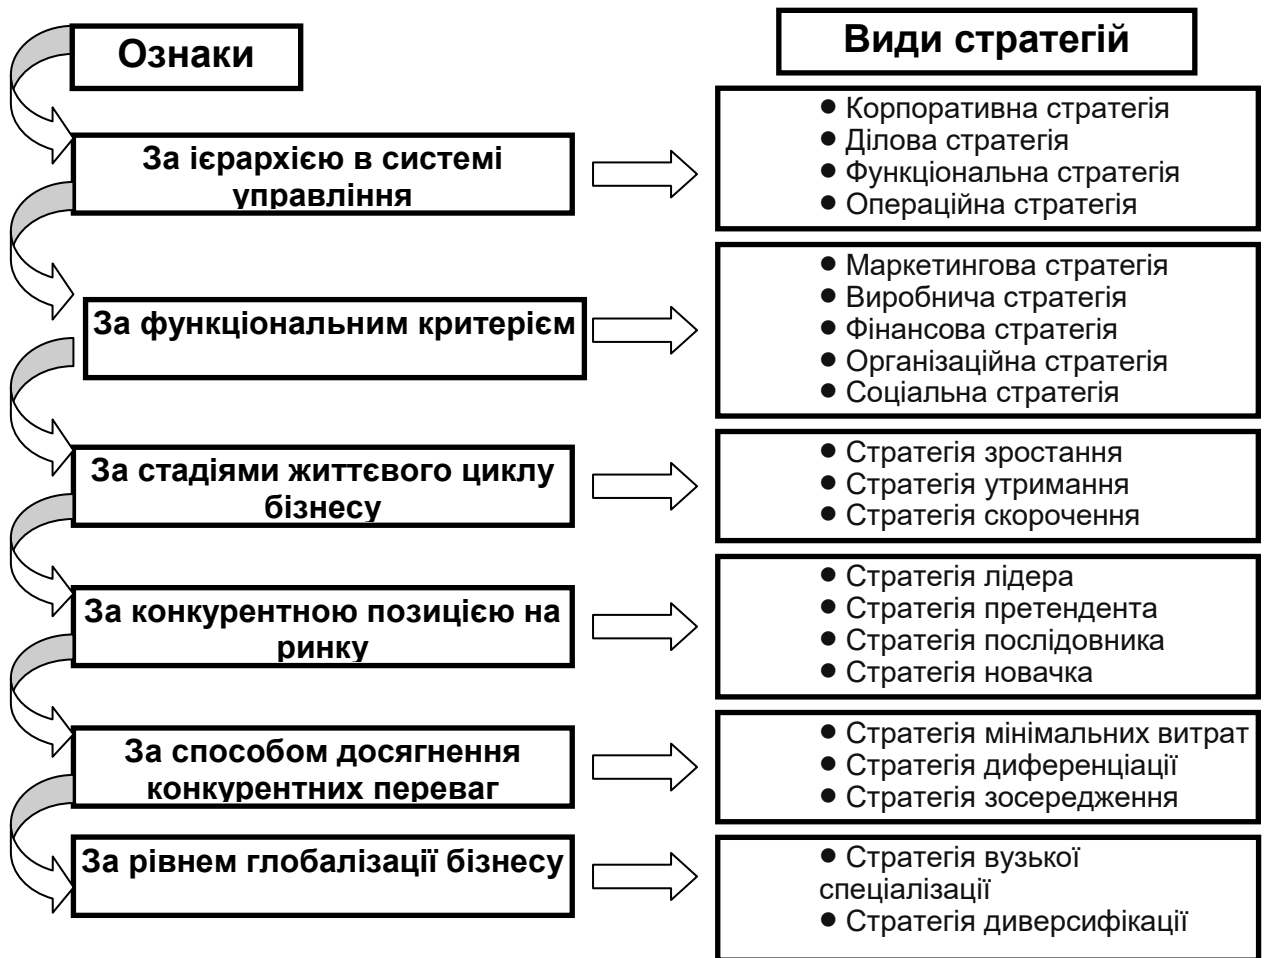 Ознаки
Види стратегій
За ієрархією в системі
управління
● Корпоративна стратегія
● Ділова стратегія
● Функціональна стратегія
● Операційна стратегія
За функціональним критерієм
● Маркетингова стратегія
● Виробнича стратегія
● Фінансова стратегія
● Організаційна стратегія
● Соціальна стратегія
За стадіями життєвого циклу
бізнесу
● Стратегія зростання
● Стратегія утримання
● Стратегія скорочення
За конкурентною позицією на
ринку
● Стратегія лідера
● Стратегія претендента
● Стратегія послідовника
● Стратегія новачка
За способом досягнення
конкурентних переваг
● Стратегія мінімальних витрат
● Стратегія диференціації
● Стратегія зосередження
За рівнем глобалізації бізнесу
● Стратегія вузької
спеціалізації
● Стратегія диверсифікації